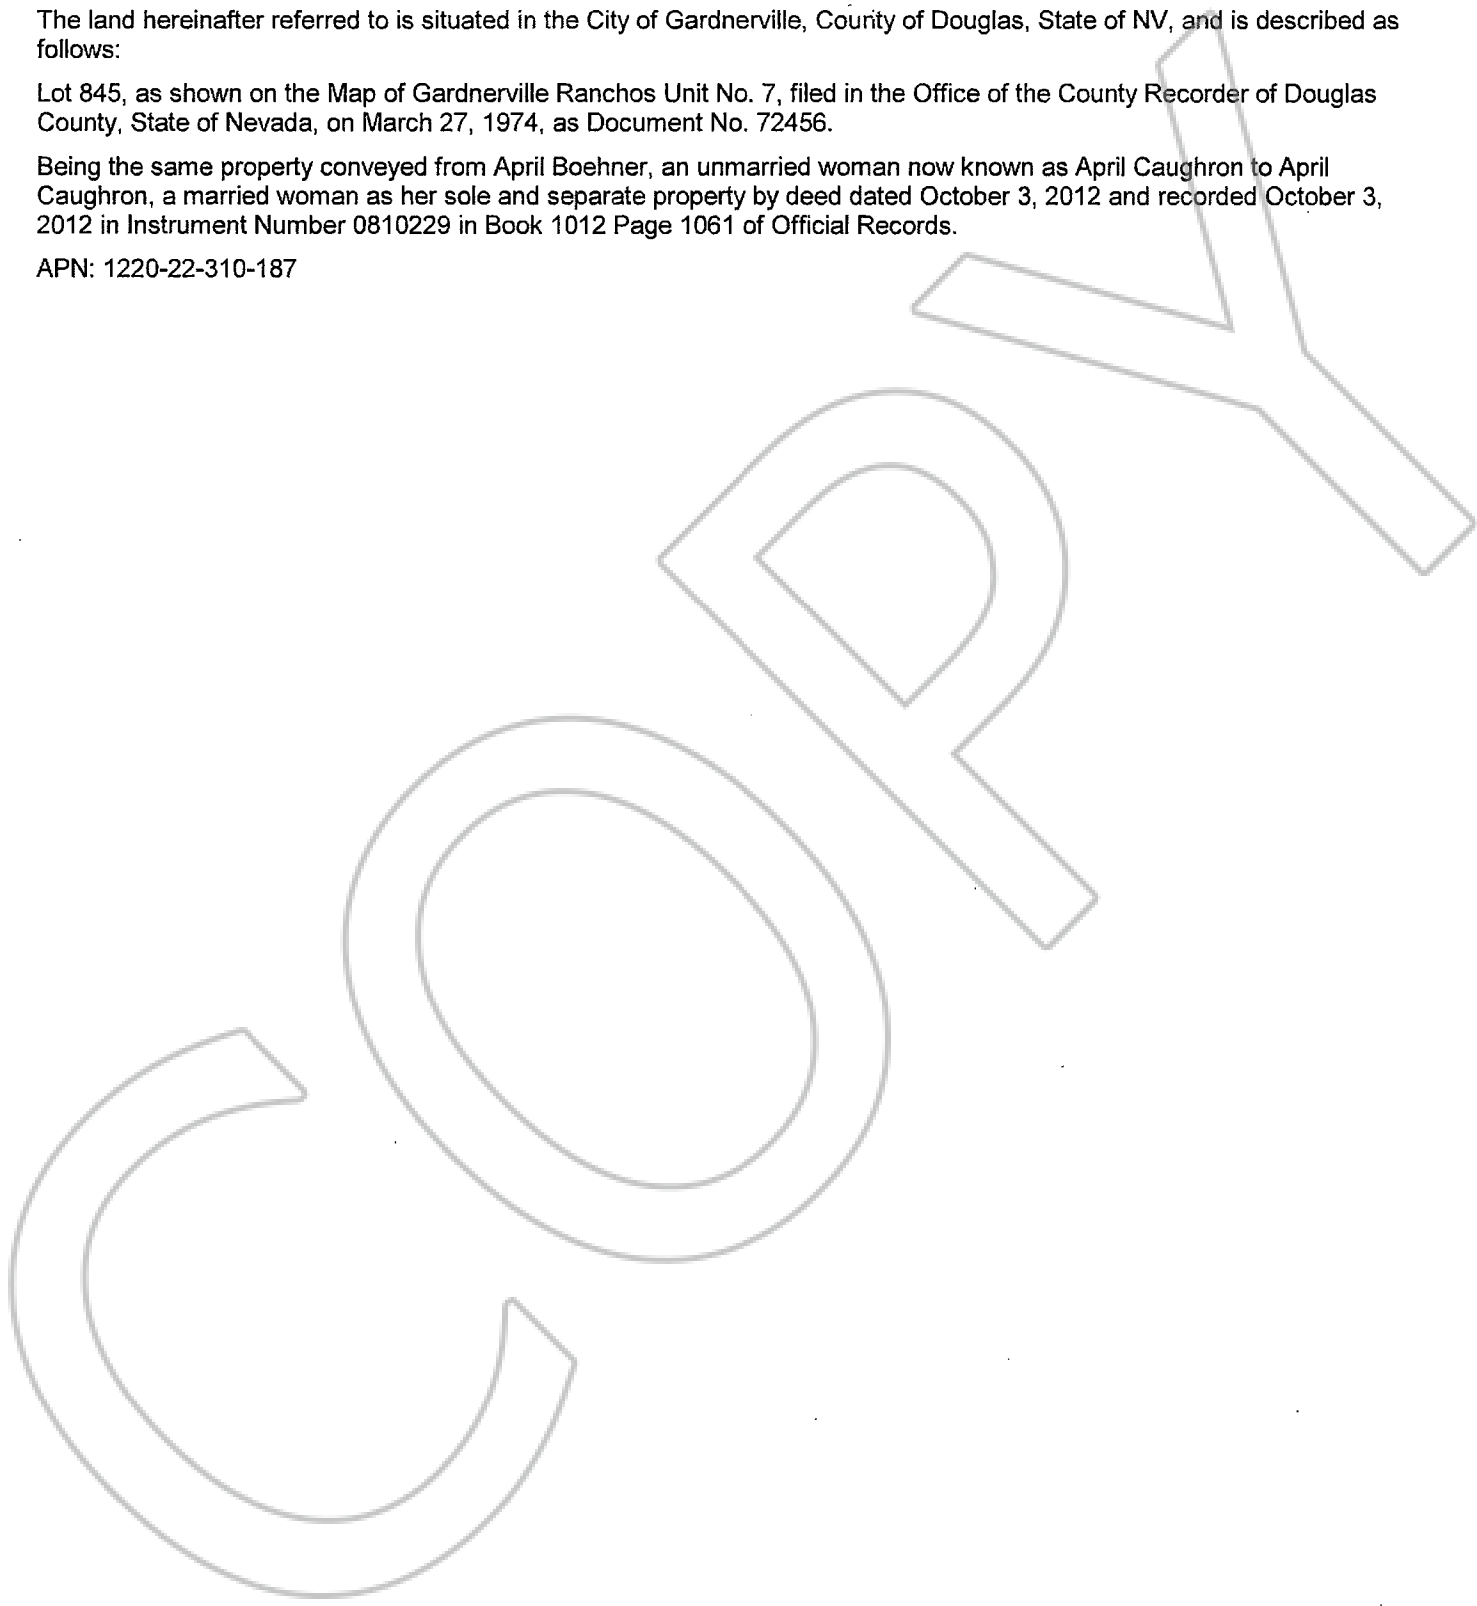 The land hereinafter referred to is situated in the City of Gardnerville, County of Douglas, State of NV, and is described as
follows:
Lot 845, as shown on the Map of Gardnerville Ranchos Unit No. 7, filed in the Office of the County Recorder of Douglas
County, State of Nevada, on March 27, 1974, as Document No. 72456.
Being the same property conveyed from April Boehner, an unmarried woman now known as April Caughron to April
Caughron, a married woman as her sole and separate property by deed dated October 3, 2012 and recorded October 3,
2012 in Instrument Number 0810229 in Book 1012 Page 1061 of Official Records.
APN: 1220-22-310-187
COPY